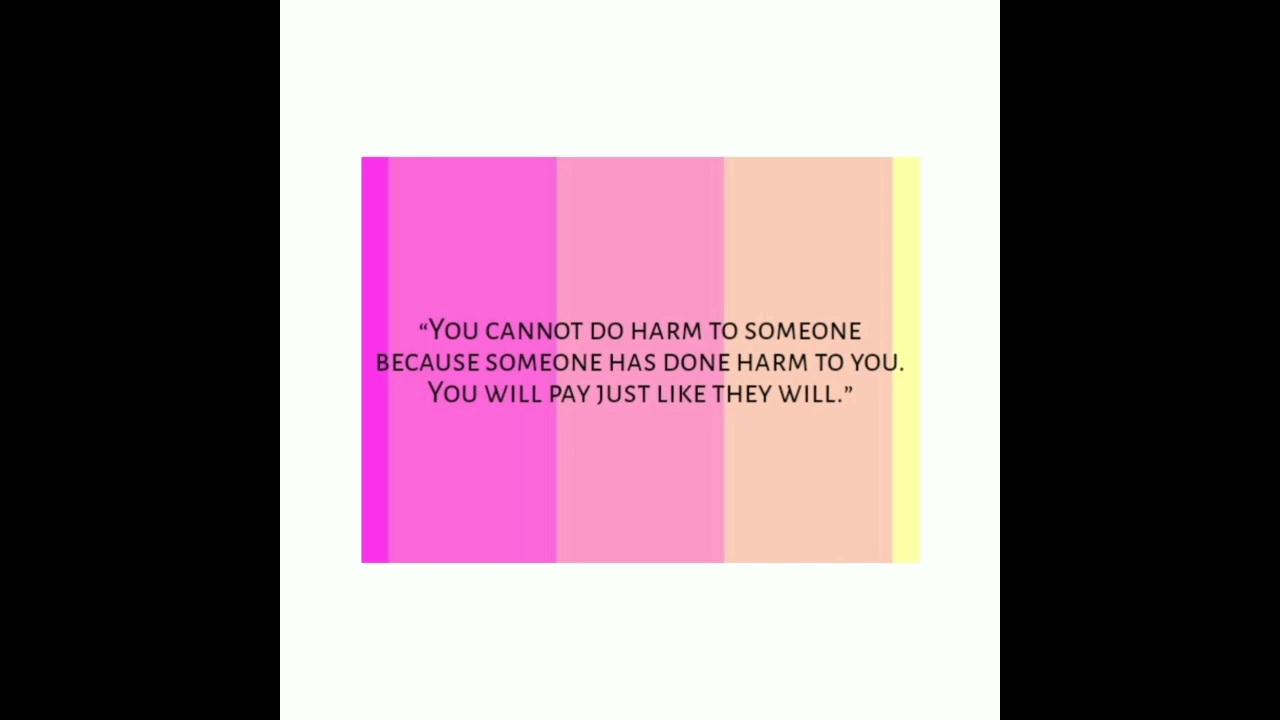 “You cannot do harm to someone
because someone has done harm to you.
You will pay just like they will.”